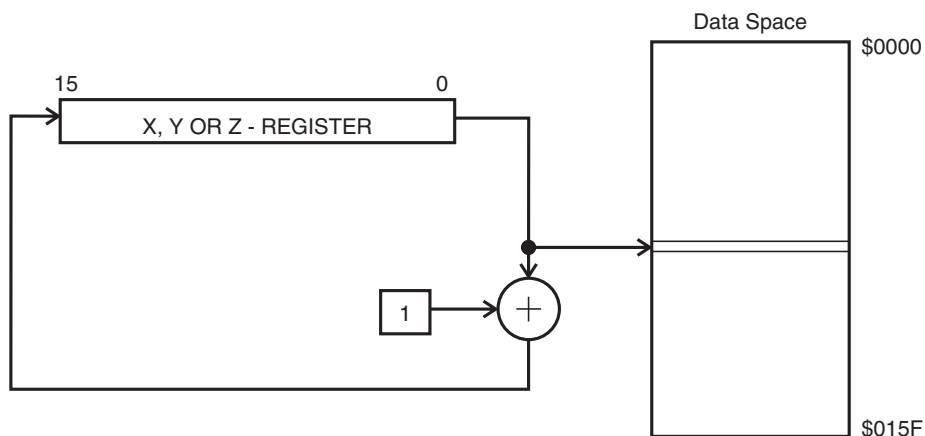 Data Space
$0000
15
0
X, Y OR Z - REGISTER
1
+
$015F